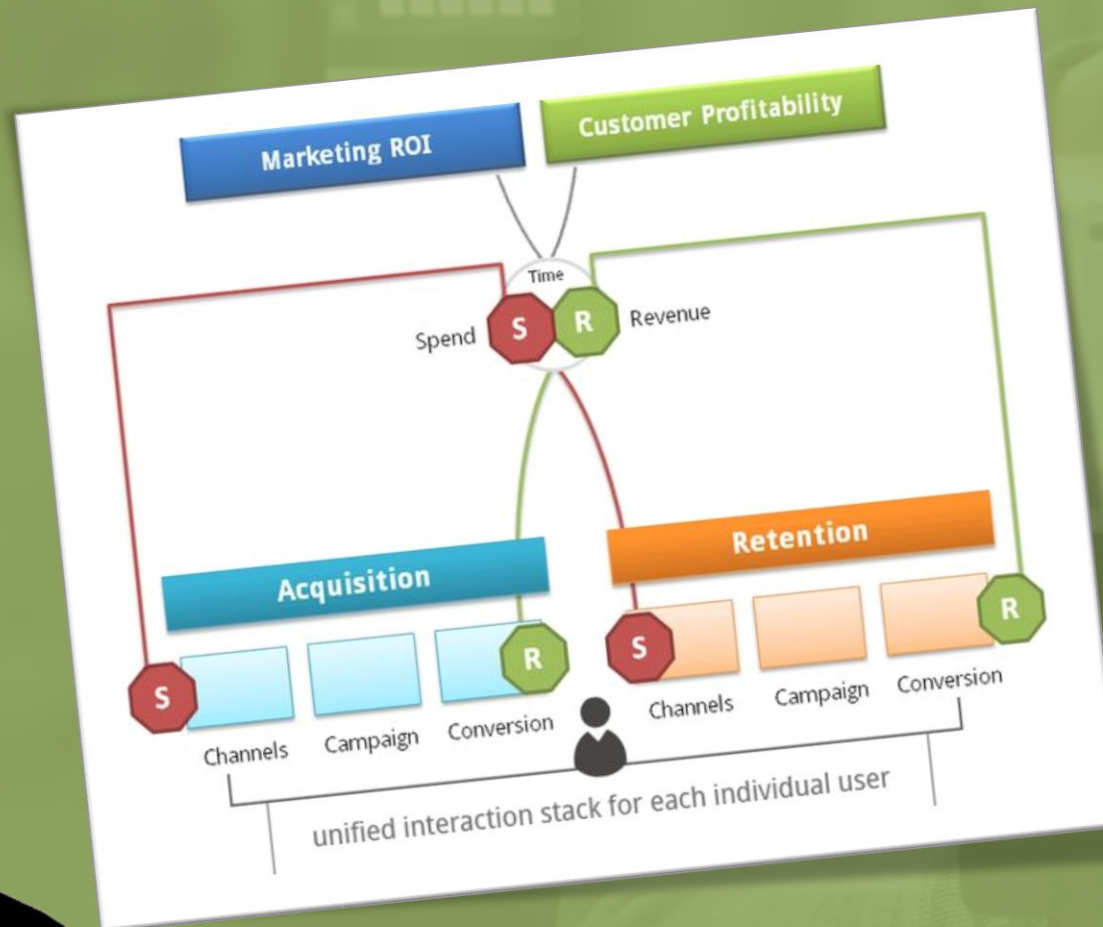 Marketing ROI
Customer Profitability
Time
Spend
S
R
Revenue
Acquisition
Retention
S
R
S
R
Channels
Campaign
Conversion
Channels
Campaign
Conversion
unified interaction stack for each individual user